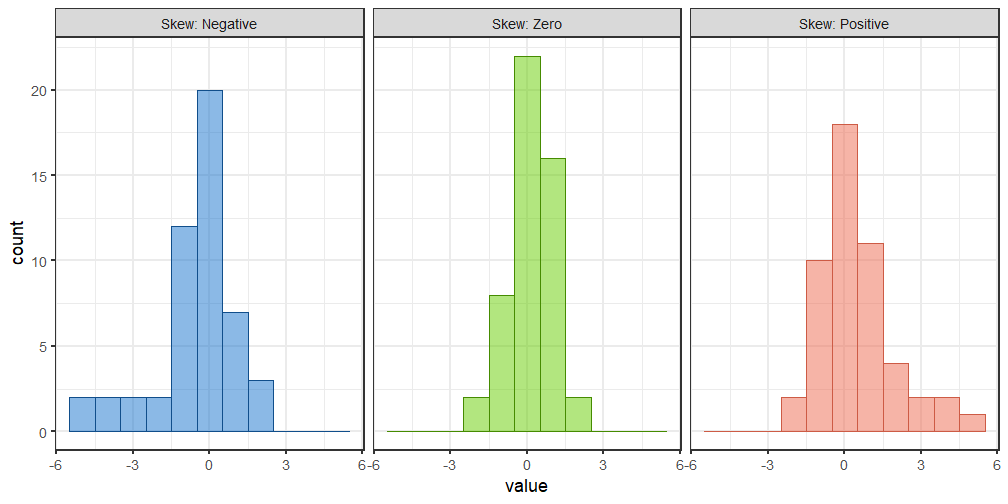 Skew: Negative
Skew: Zero
Skew: Positive
count
20
15
10
5
0
-6 -3 0 3 6
-6 -3 0 3 6
-6 -3 0 3 6
value